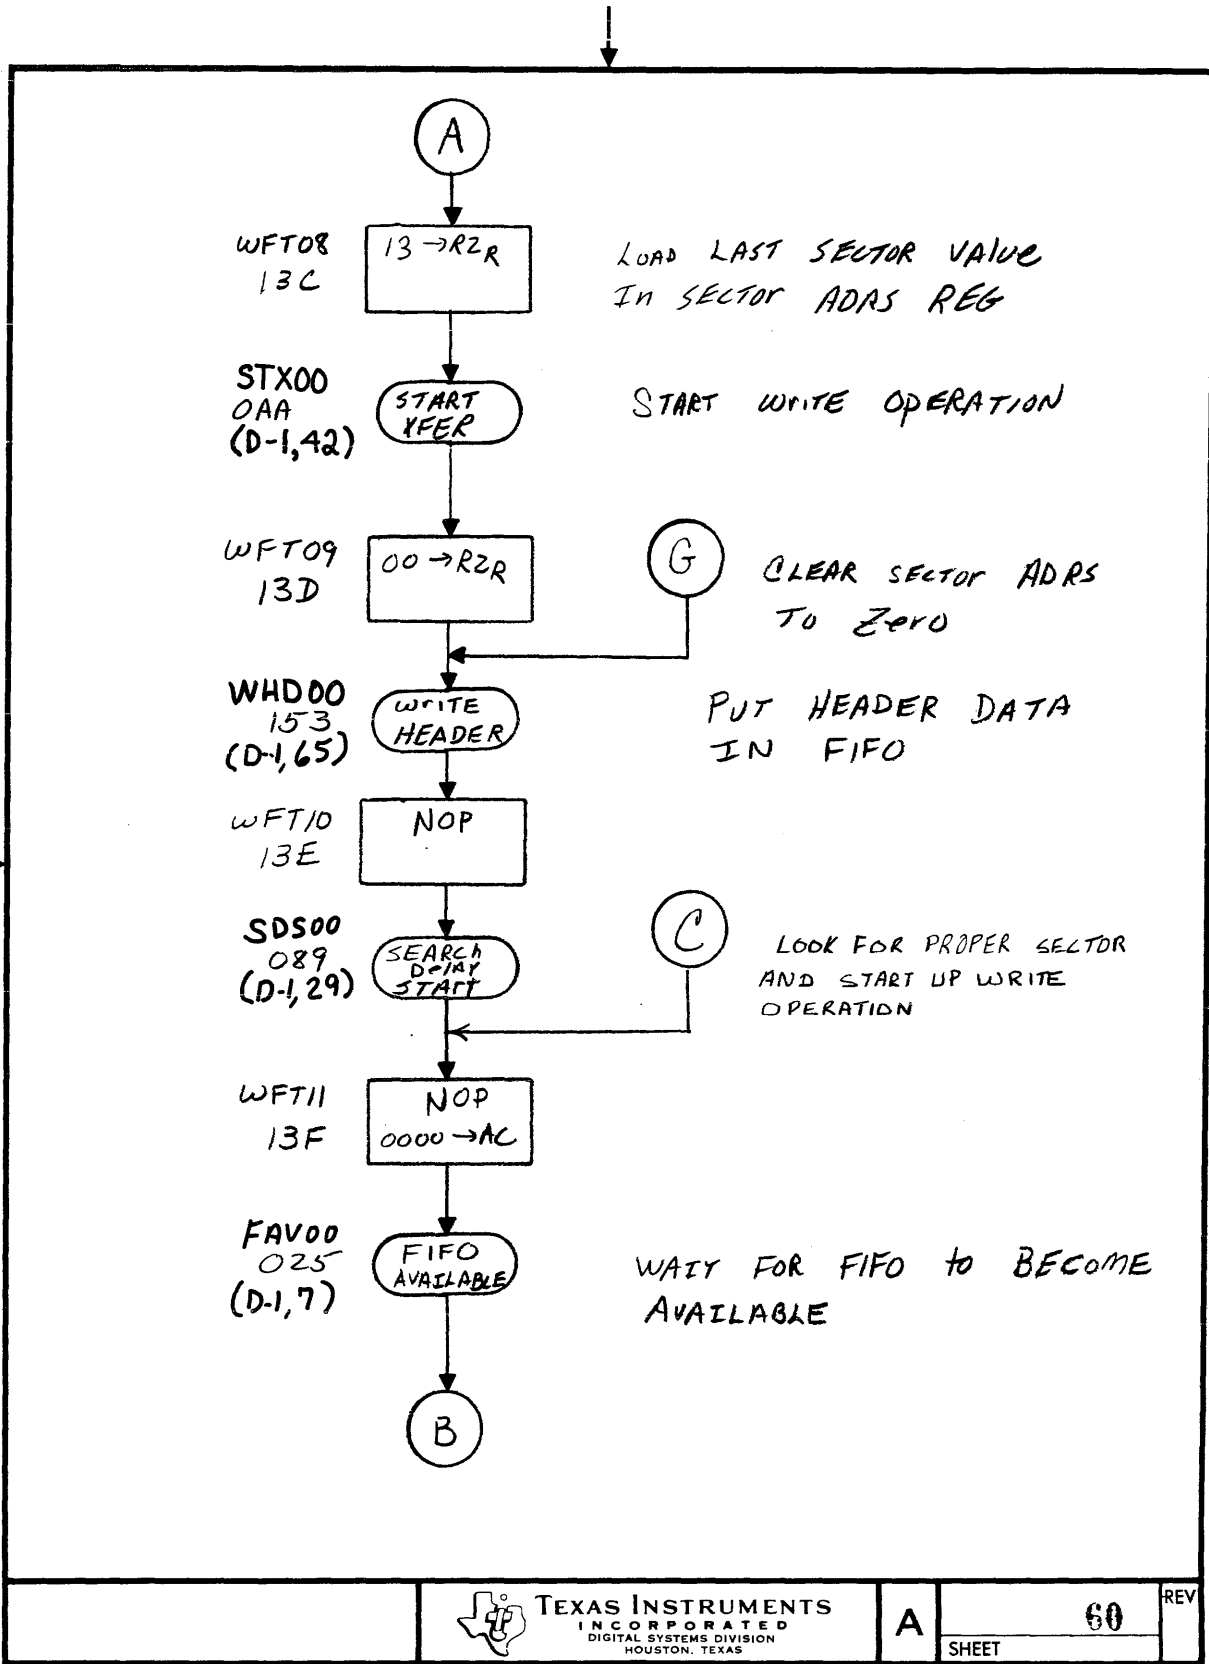 A
WFT08
13C
13→R2R
LOAD LAST SECTOR VALUE
In SECTOR ADRS REG
STX00
0AA
(D-1,42)
START
XFER
START WrITE OPERATION
WFT09
13D
00→R2R
G
CLEAR SECTOr ADRS
To Zero
WHD00
153
(D-1,65)
WrITE
HEADER
PUT HEADER DATA
IN FIFO
WFT10
13E
NOP
SDS00
089
(D-1,29)
SEARCh
DelAY
START
C
LOOK FOR PROPER SECTOR
AND START UP WRITE
OPERATION
WFT11
13F
NOP
0000→AC
FAV00
025
(D-1,7)
FIFO
AVAILABLE
WAIT FOR FIFO to BECOME
AVAILABLE
B
TEXAS INSTRUMENTS
INCORPORATED
DIGITAL SYSTEMS DIVISION
HOUSTON, TEXAS
A
60
SHEET
REV